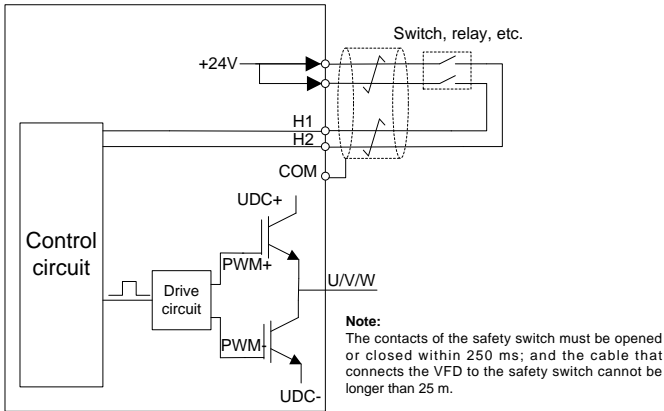 Switch, relay, etc.
+24V
H1
H2
COM
UDC+
Control
circuit
PWM+
Drive
circuit
U/V/W
PWM-
UDC-
Note:
The contacts of the safety switch must be opened
or closed within 250 ms; and the cable that
connects the VFD to the safety switch cannot be
longer than 25 m.